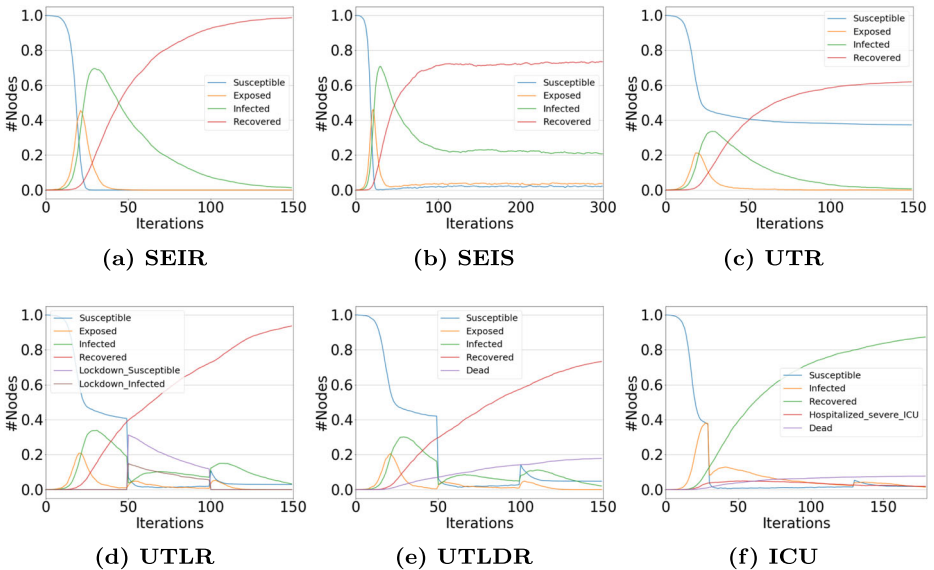 1.0
0.8
0.6
0.4
0.2
0.0
#Nodes
Susceptible
Exposed
Infected
Recovered
0 50 100 150
Iterations
(a) SEIR
1.0
0.8
0.6
0.4
0.2
0.0
#Nodes
Susceptible
Exposed
Infected
Recovered
0 100 200 300
Iterations
(b) SEIS
1.0
0.8
0.6
0.4
0.2
0.0
#Nodes
Susceptible
Exposed
Infected
Recovered
0 50 100 150
Iterations
(c) UTR
1.0
0.8
0.6
0.4
0.2
0.0
#Nodes
Susceptible
Exposed
Infected
Recovered
Lockdown_Susceptible
Lockdown_Infected
0 50 100 150
Iterations
(d) UTLR
1.0
0.8
0.6
0.4
0.2
0.0
#Nodes
Susceptible
Exposed
Infected
Recovered
Dead
0 50 100 150
Iterations
(e) UTLDR
1.0
0.8
0.6
0.4
0.2
0.0
#Nodes
Susceptible
Infected
Recovered
Hospitalized_severe_ICU
Dead
0 50 100 150
Iterations
(f) ICU